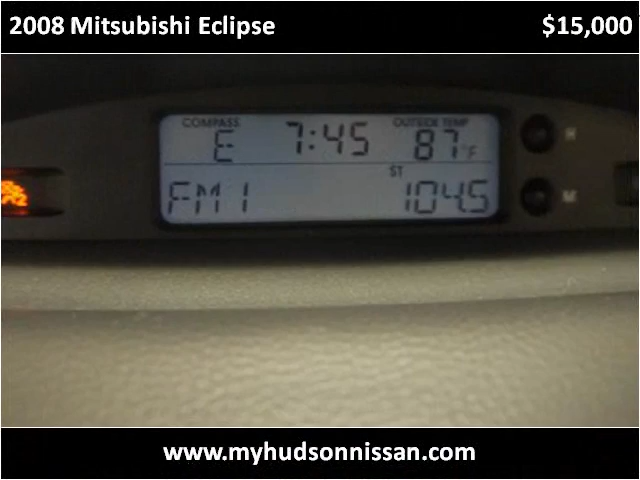 2008 Mitsubishi Eclipse $15,000
COMPASS OUTSIDE TEMP
E 7:45 87°F
ST
FM1 104.5
H
M
www.myhudsonnissan.com